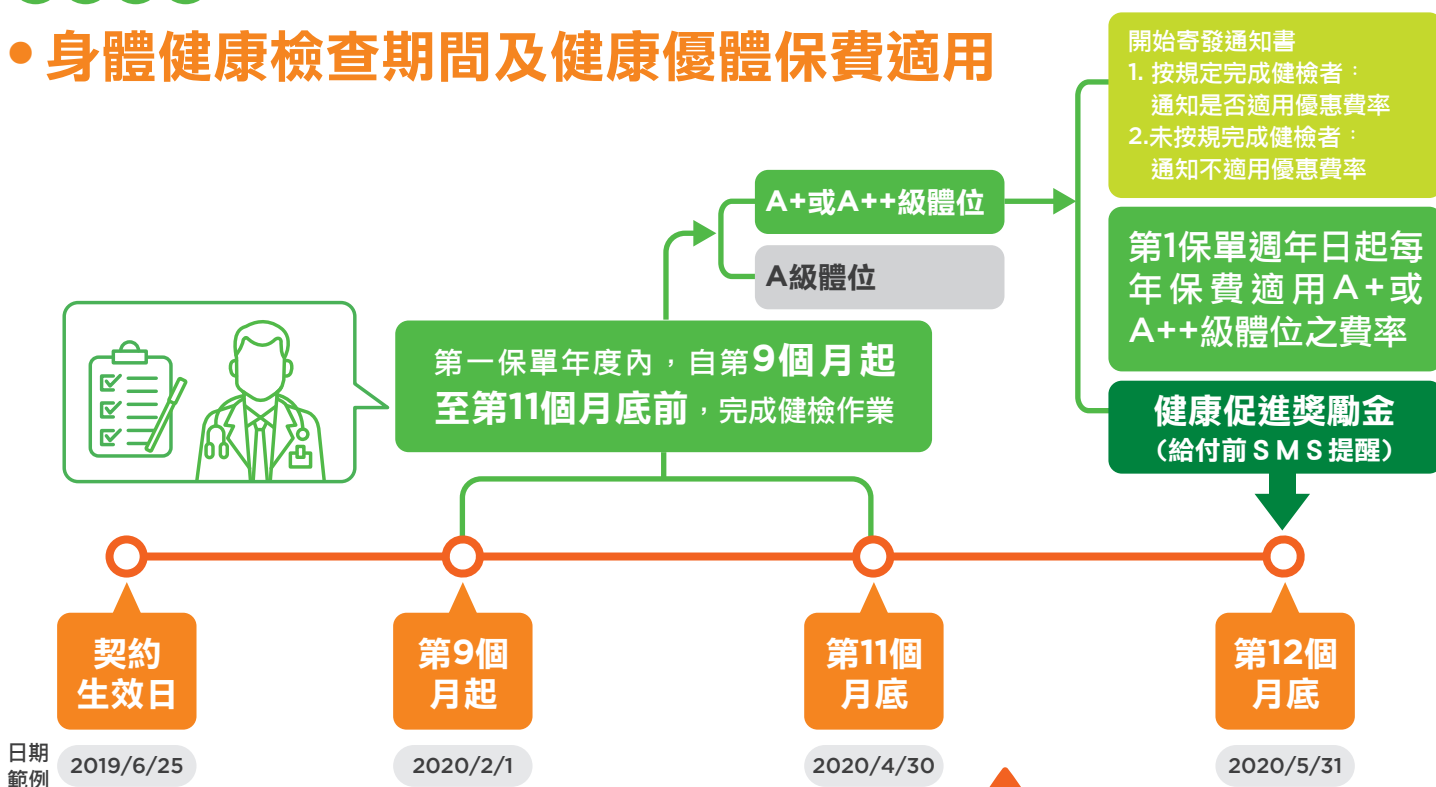 •身體健康檢查期間及健康優體保費適用
開始寄發通知書
1. 按規定完成健檢者：
通知是否適用優惠費率
2.未按規完成健檢者：
通知不適用優惠費率
A+或A++級體位
A級體位
第1保單週年日起每
年保費適用A+或
A++級體位之費率
第一保單年度內，自第9個月起
至第11個月底前，完成健檢作業
健康促進獎勵金
（給付前SMS提醒）
契約
生效日
第9個
月起
第11個
月底
第12個
月底
日期
範例
2019/6/25
2020/2/1
2020/4/30
2020/5/31